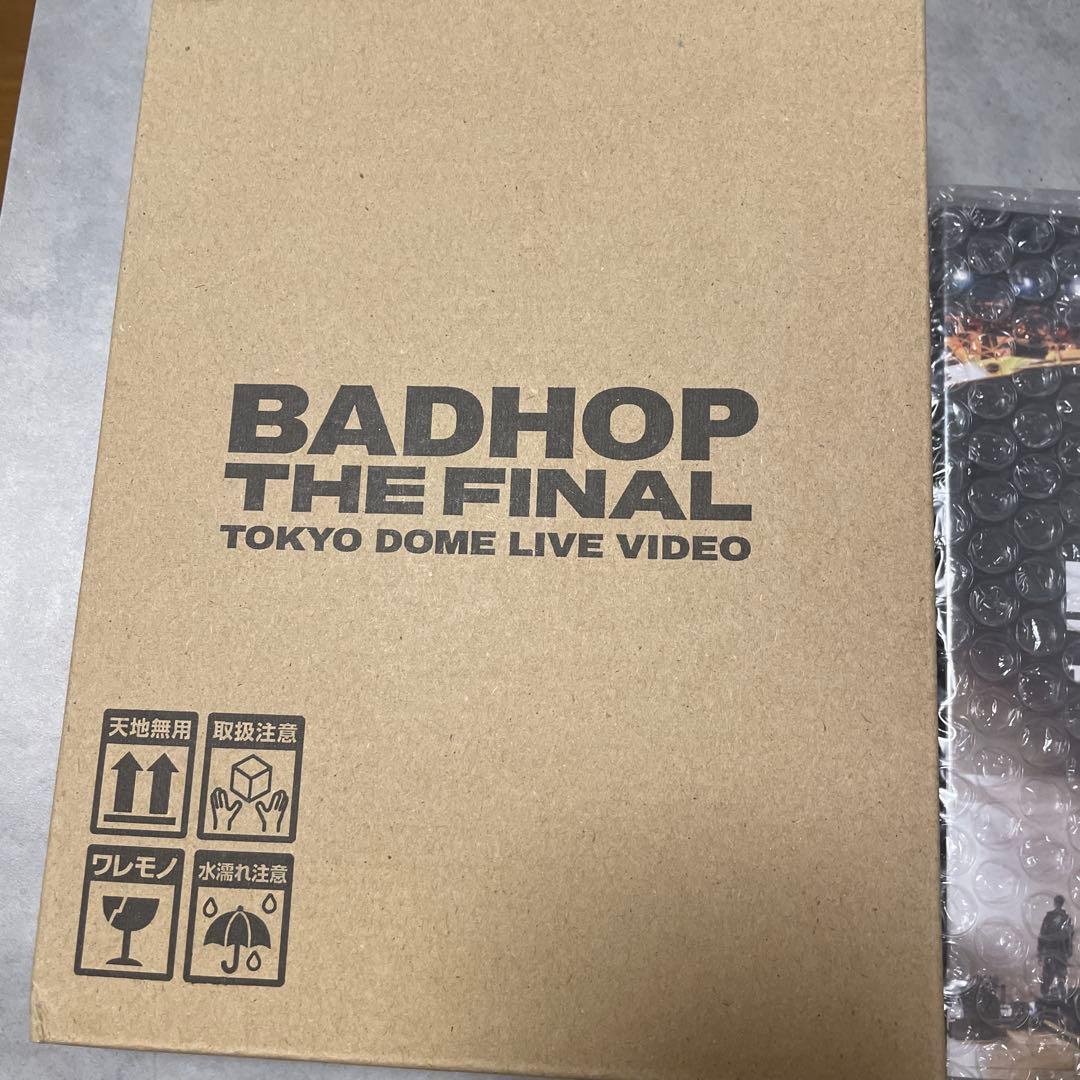 BADHOP
THE FINAL
TOKYO DOME LIVE VIDEO
天地無用
取扱注意
ワレモノ
水濡れ注意